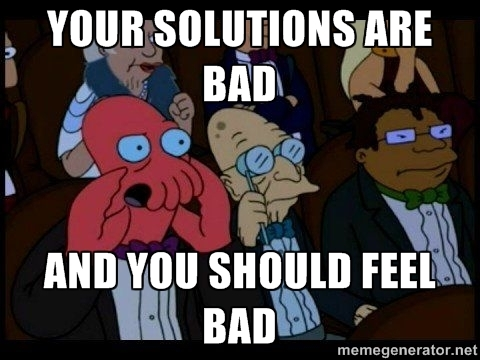 YOUR SOLUTIONS ARE
BAD
AND YOU SHOULD FEEL
BAD
memegenerator.net